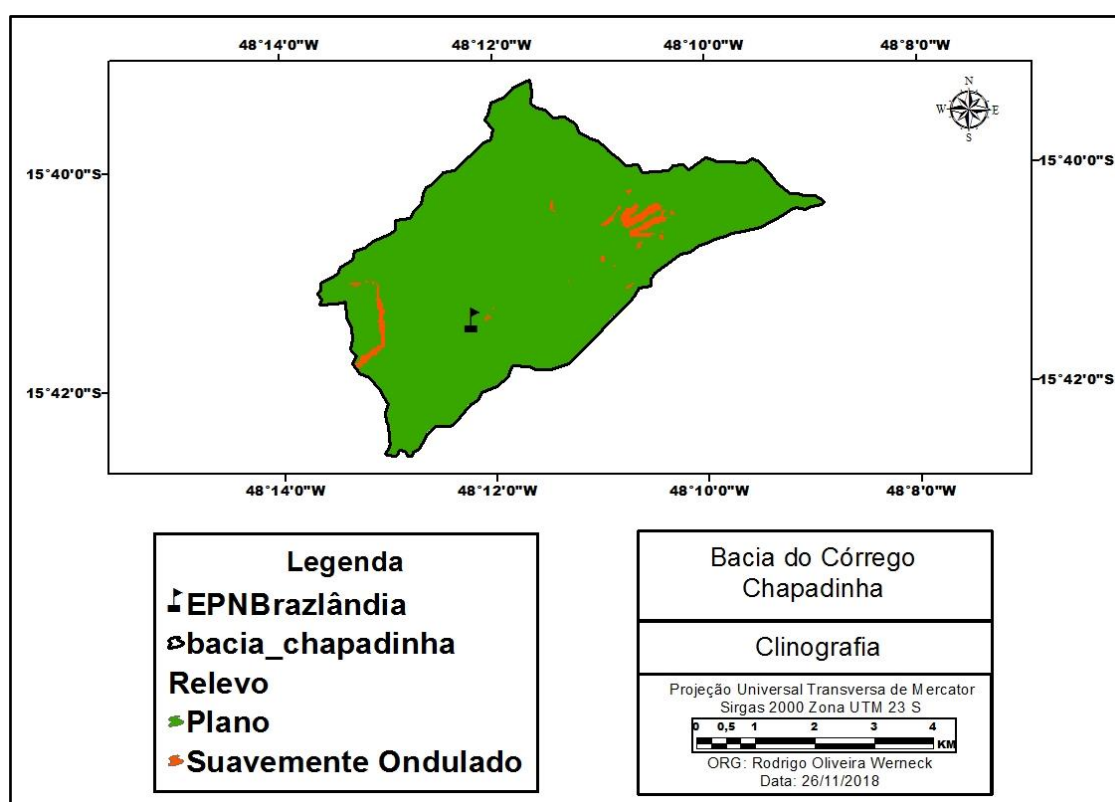 48°14'0"W 48°12'0"W 48°10'0"W 48°8'0"W
N
W E
S
15°40'0"S 15°40'0"S
15°42'0"S 15°42'0"S
48°14'0"W 48°12'0"W 48°10'0"W 48°8'0"W
Legenda
EPNBrazlândia
bacia_chapadinha
Relevo
Plano
Suavemente Ondulado
Bacia do Córrego
Chapadinha
Clinografia
Projeção Universal Transversa de Mercator
Sirgas 2000 Zona UTM 23 S
0 0,5 1 2 3 4
KM
ORG: Rodrigo Oliveira Werneck
Data: 26/11/2018